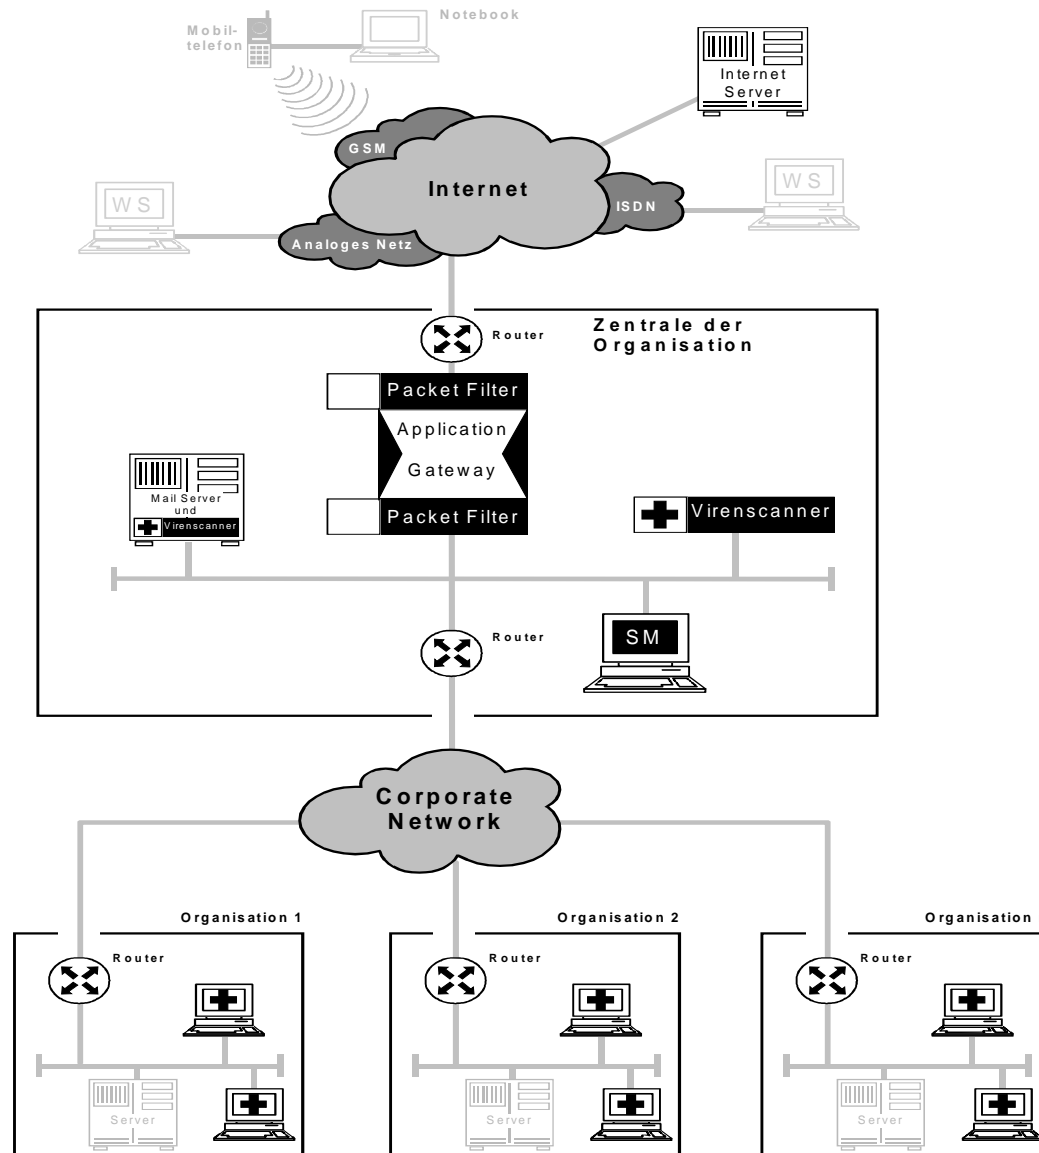 Notebook
Mobil-
telefon
Internet
Server
GSM
Internet
WS
WS
ISDN
Analoges Netz
Router
Zentrale der
Organisation
Packet Filter
Application
Gateway
Mail Server
und
Virenscanner
Packet Filter
Virenscanner
Router
SM
Corporate
Network
Organisation 1
Organisation 2
Organisation
Router
Router
Router
Server
Server
Server